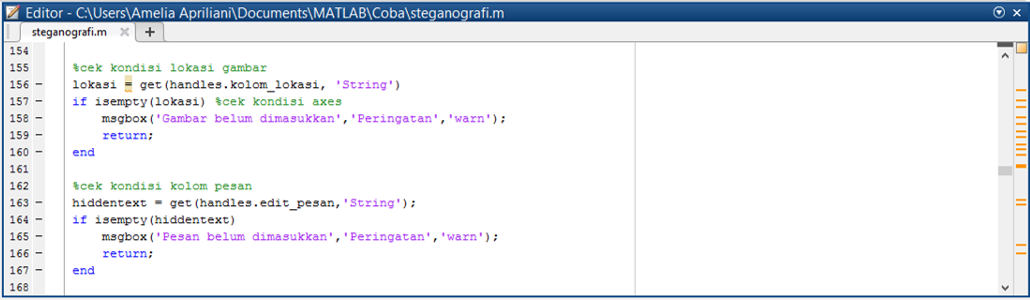 Editor - C:\Users\Amelia Apriliani\Documents\MATLAB\Coba\steganografi.m
steganografi.m × +
154
155 %cek kondisi lokasi gambar
156 - lokasi = get(handles.kolom_lokasi, 'String')
157 - if isempty(lokasi) %cek kondisi axes
158 - msgbox('Gambar belum dimasukkan','Peringatan','warn');
159 - return;
160 - end
161
162 %cek kondisi kolom pesan
163 - hiddentext = get(handles.edit_pesan,'String');
164 - if isempty(hiddentext)
165 - msgbox('Pesan belum dimasukkan','Peringatan','warn');
166 - return;
167 - end
168